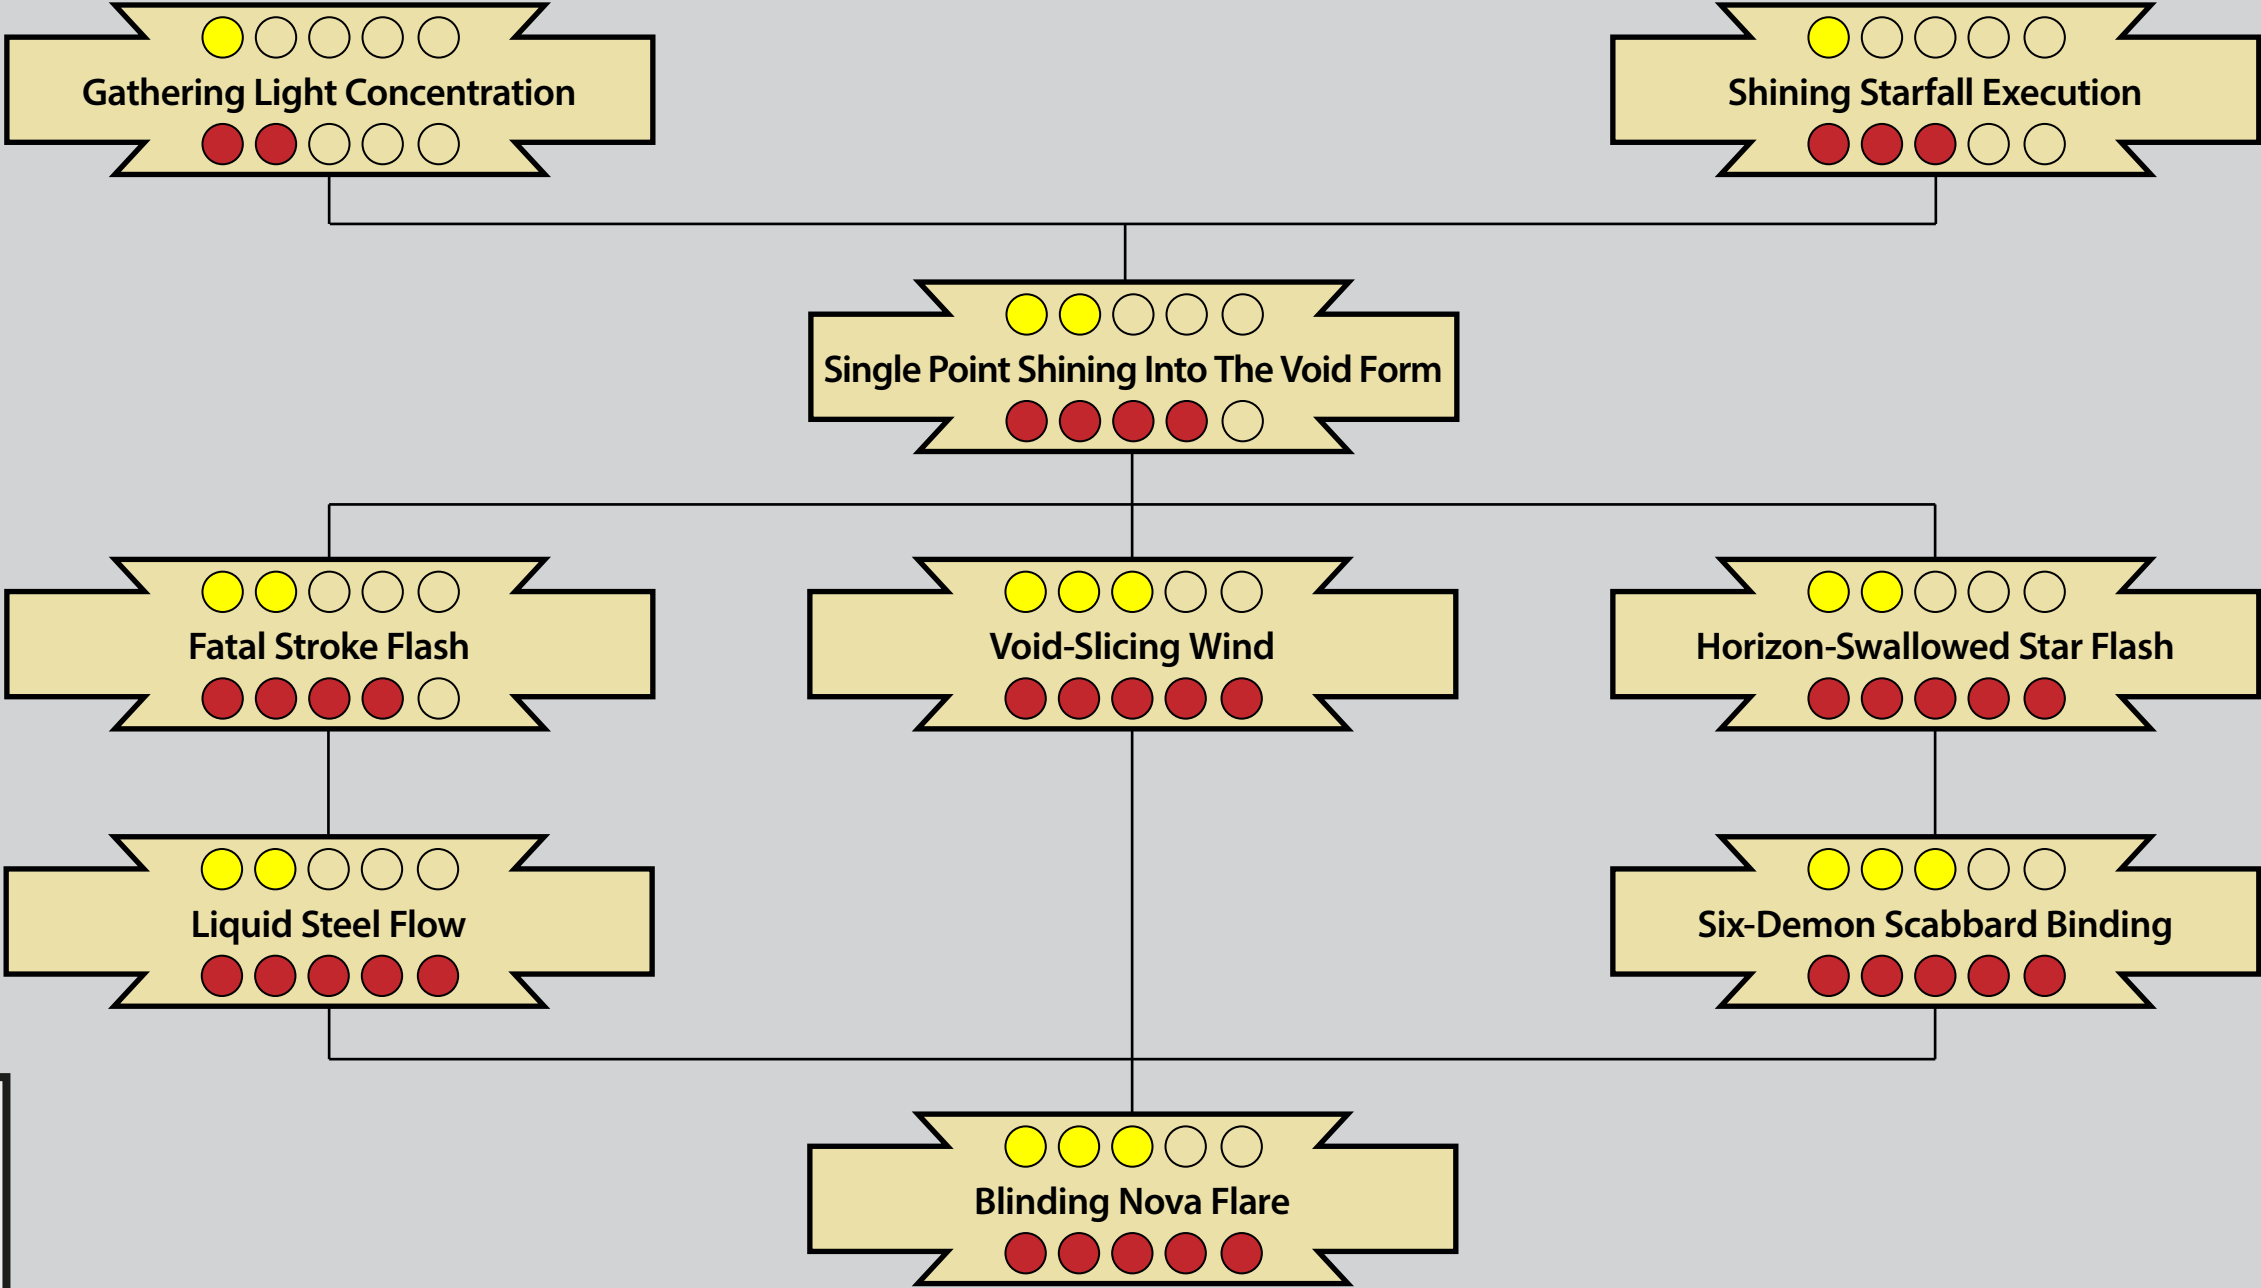 Gathering Light Concentration
Shining Starfall Execution
Single Point Shining Into The Void Form
Fatal Stroke Flash
Void-Slicing Wind
Horizon-Swallowed Star Flash
Liquid Steel Flow
Six-Demon Scabbard Binding
Blinding Nova Flare